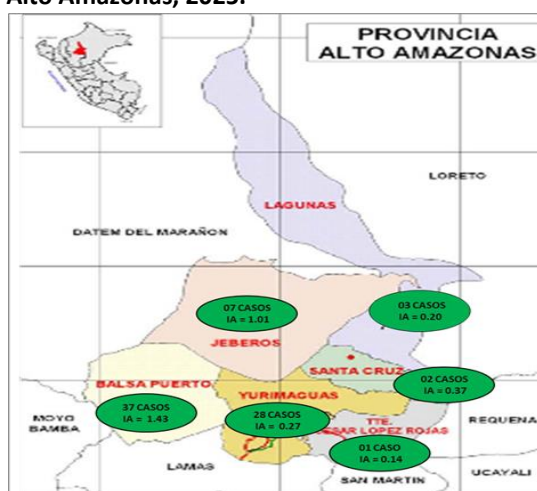 Alto Amazonas, 2023.
PROVINCIA
ALTO AMAZONAS
LORETO
LAGUNAS
DATEM DEL MARAÑON
07 CASOS
IA = 1.01
03 CASOS
IA = 0.20
JEBEROS
SANTA CRUZ
02 CASOS
IA = 0.37
BALSA PUERTO
YURIMAGUAS
37 CASOS
IA = 1.43
28 CASOS
IA = 0.27
TTE.
SAR LOPEZ ROJAS
MOYO
BAMBA
REQUENA
01 CASO
IA = 0.14
LAMAS
SAN MARTIN
UCAYALI